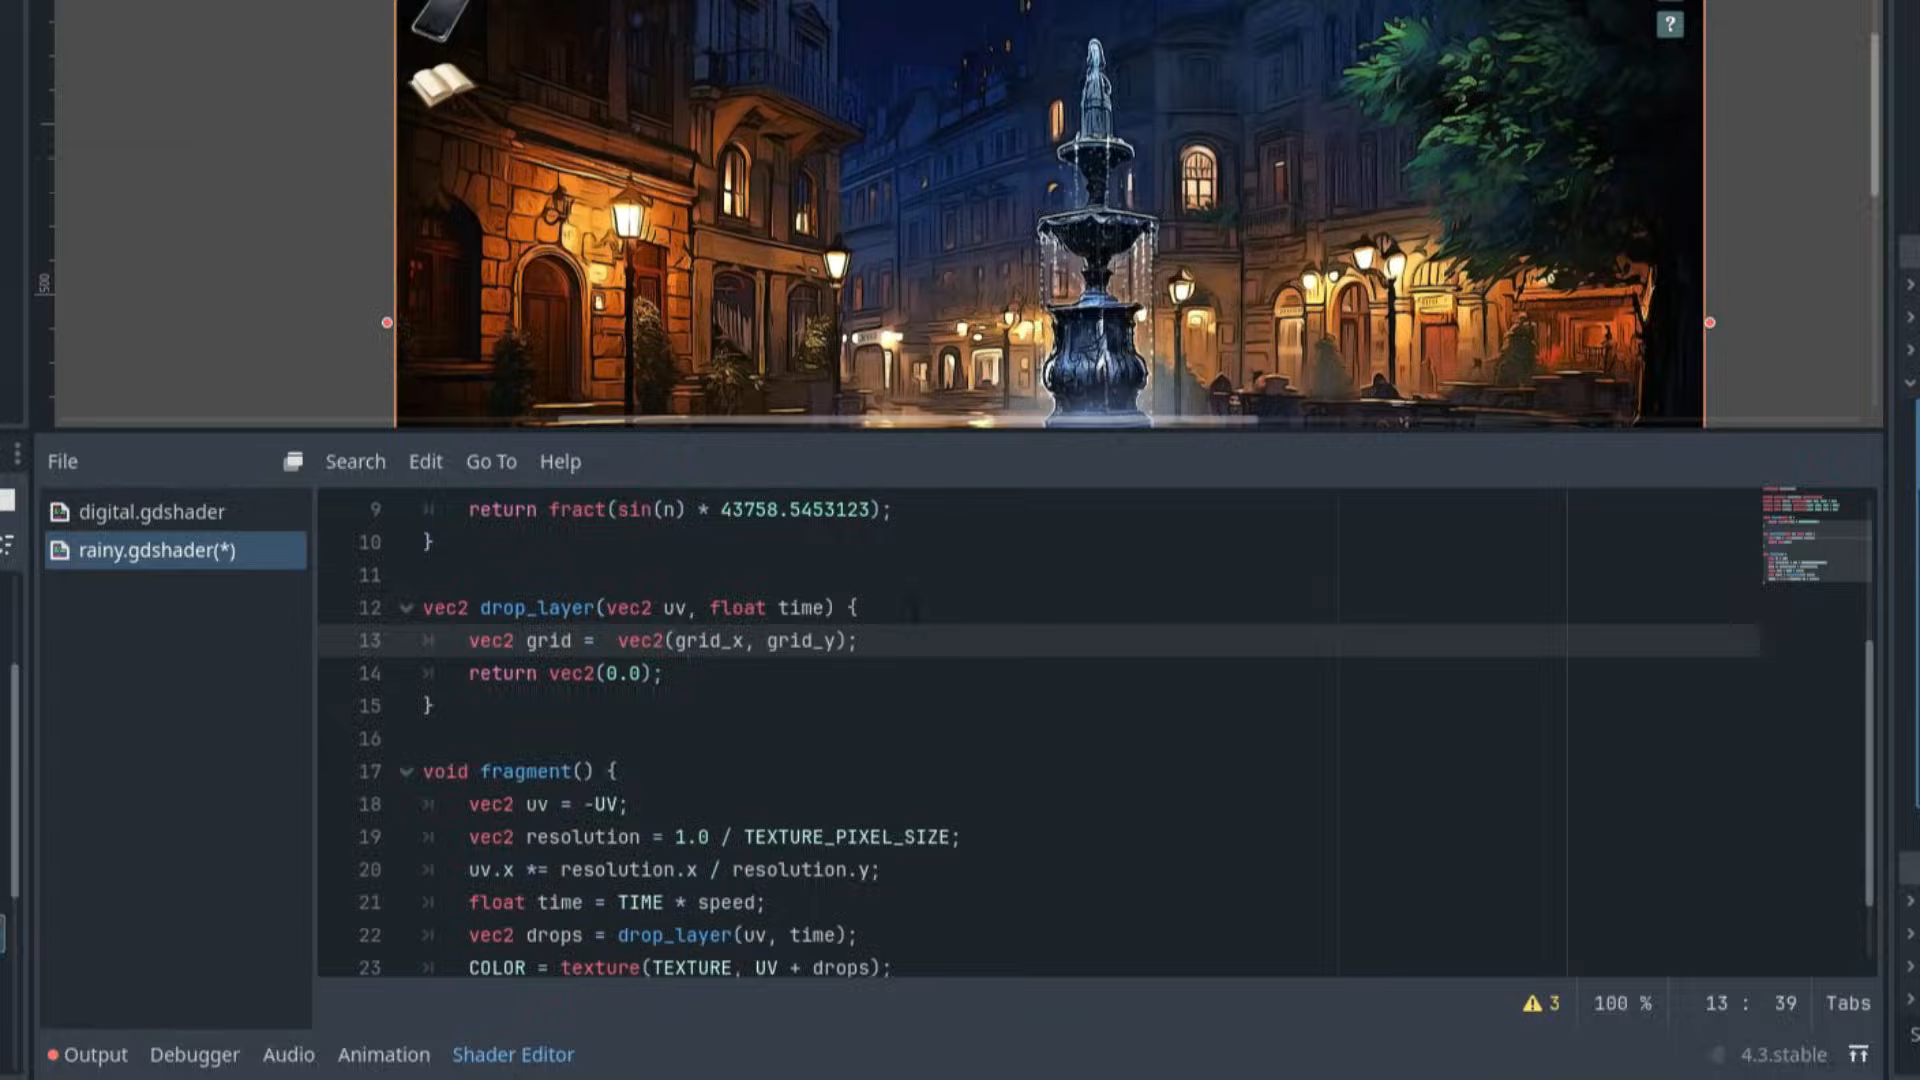 ?
500
File Search Edit Go To Help
digital.gdshader
rainy.gdshader(*)
9 return fract(sin(n) * 43758.5453123);
10 }
11
12 vec2 drop_layer(vec2 uv, float time) {
13 vec2 grid =  vec2(grid_x, grid_y);
14 return vec2(0.0);
15 }
16
17 void fragment() {
18 vec2 uv = -UV;
19 vec2 resolution = 1.0 / TEXTURE_PIXEL_SIZE;
20 uv.x *= resolution.x / resolution.y;
21 float time = TIME * speed;
22 vec2 drops = drop_layer(uv, time);
23 COLOR = texture(TEXTURE, UV + drops);
3 100 % 13 : 39 Tabs
Output Debugger Audio Animation Shader Editor 4.3.stable